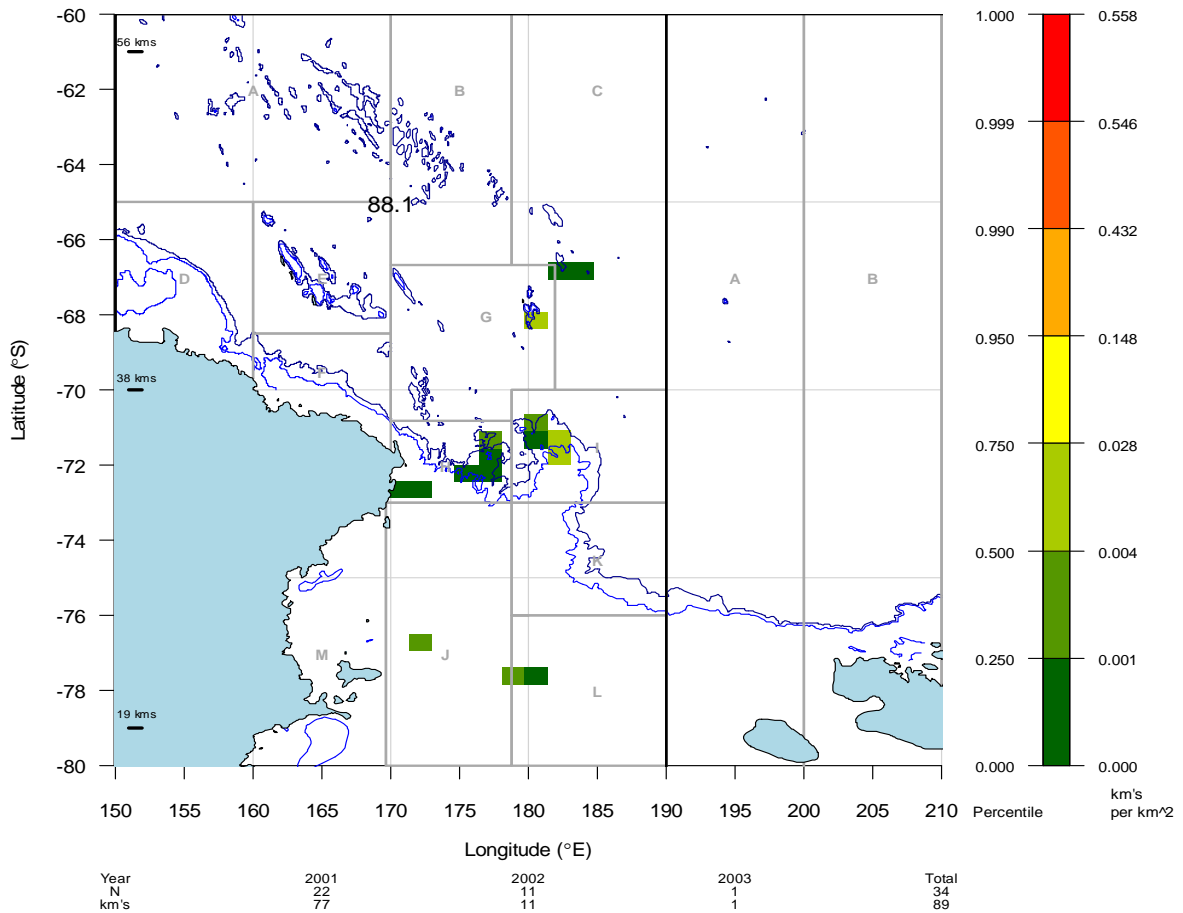 -60
56 kms
-62
A B C
-64
88.1
-66
D E G A B
-68
F
-70
38 kms
Latitude (°S)
-72
H I
-74
K
-76
M J
-78
L
19 kms
-80
150 155 160 165 170 175 180 185 190 195 200 205 210
Longitude (°E)
1.000 0.558
0.999 0.546
0.990 0.432
0.950 0.148
0.750 0.028
0.500 0.004
0.250 0.001
0.000 0.000
Percentile
km's
per km^2
Year 2001 2002 2003 Total
N 22 11 1 34
km's 77 11 1 89